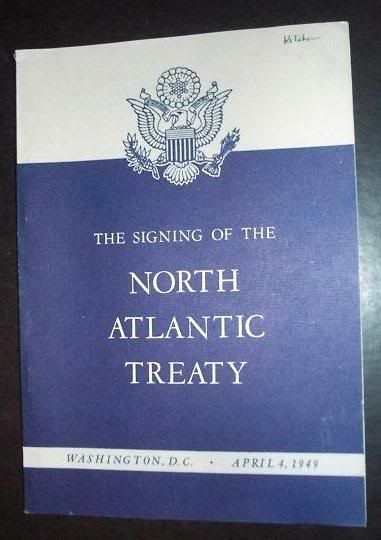 THE SIGNING OF THE
NORTH
ATLANTIC
TREATY
WASHINGTON, D.C. • APRIL 4, 1949